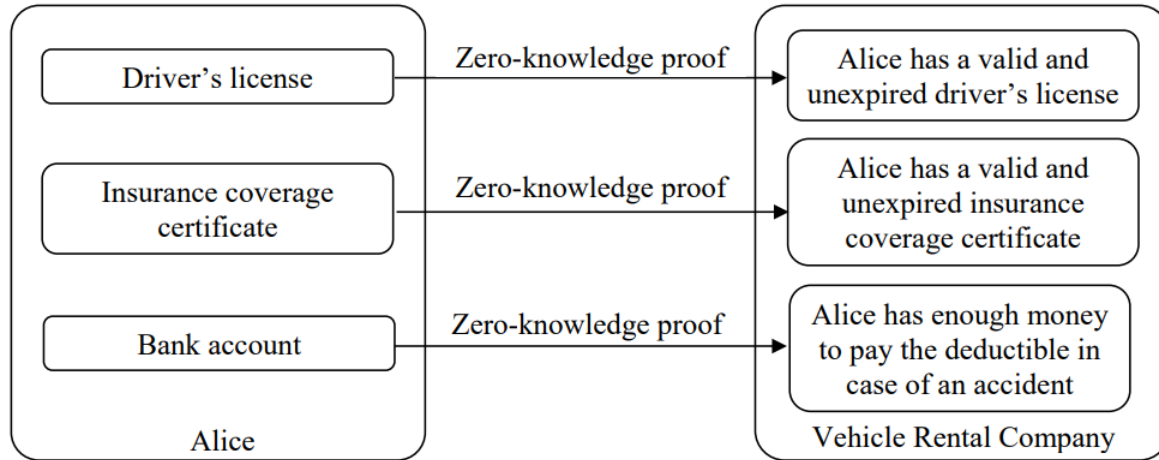 Driver's license
Zero-knowledge proof
Alice has a valid and
unexpired driver's license
Insurance coverage
certificate
Zero-knowledge proof
Alice has a valid and
unexpired insurance
coverage certificate
Bank account
Zero-knowledge proof
Alice has enough money
to pay the deductible in
case of an accident
Alice
Vehicle Rental Company